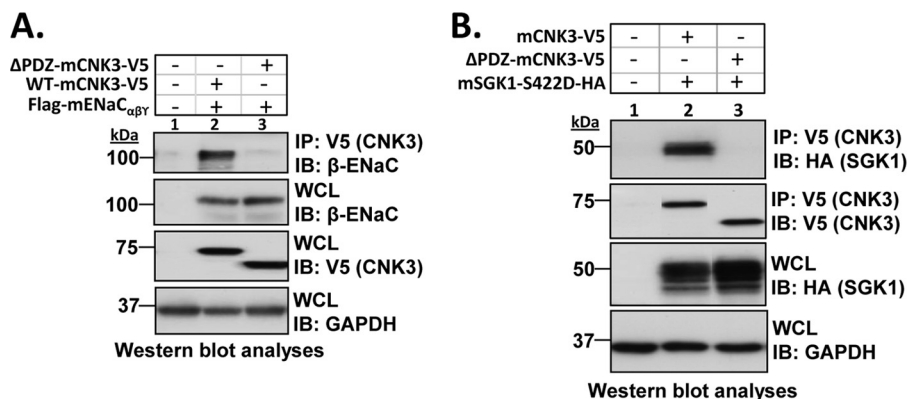 A.
ΔPDZ-mCNK3-V5 - - +
WT-mCNK3-V5 - + -
Flag-mENaCαβγ - + +
kDa 1 2 3
100 IP: V5 (CNK3)
IB: β-ENaC
100 WCL
IB: β-ENaC
75 WCL
IB: V5 (CNK3)
37 WCL
IB: GAPDH
Western blot analyses
B.
mCNK3-V5 - + -
ΔPDZ-mCNK3-V5 - - +
mSGK1-S422D-HA - + +
kDa 1 2 3
50 IP: V5 (CNK3)
IB: HA (SGK1)
75 IP: V5 (CNK3)
IB: V5 (CNK3)
50 WCL
IB: HA (SGK1)
37 WCL
IB: GAPDH
Western blot analyses